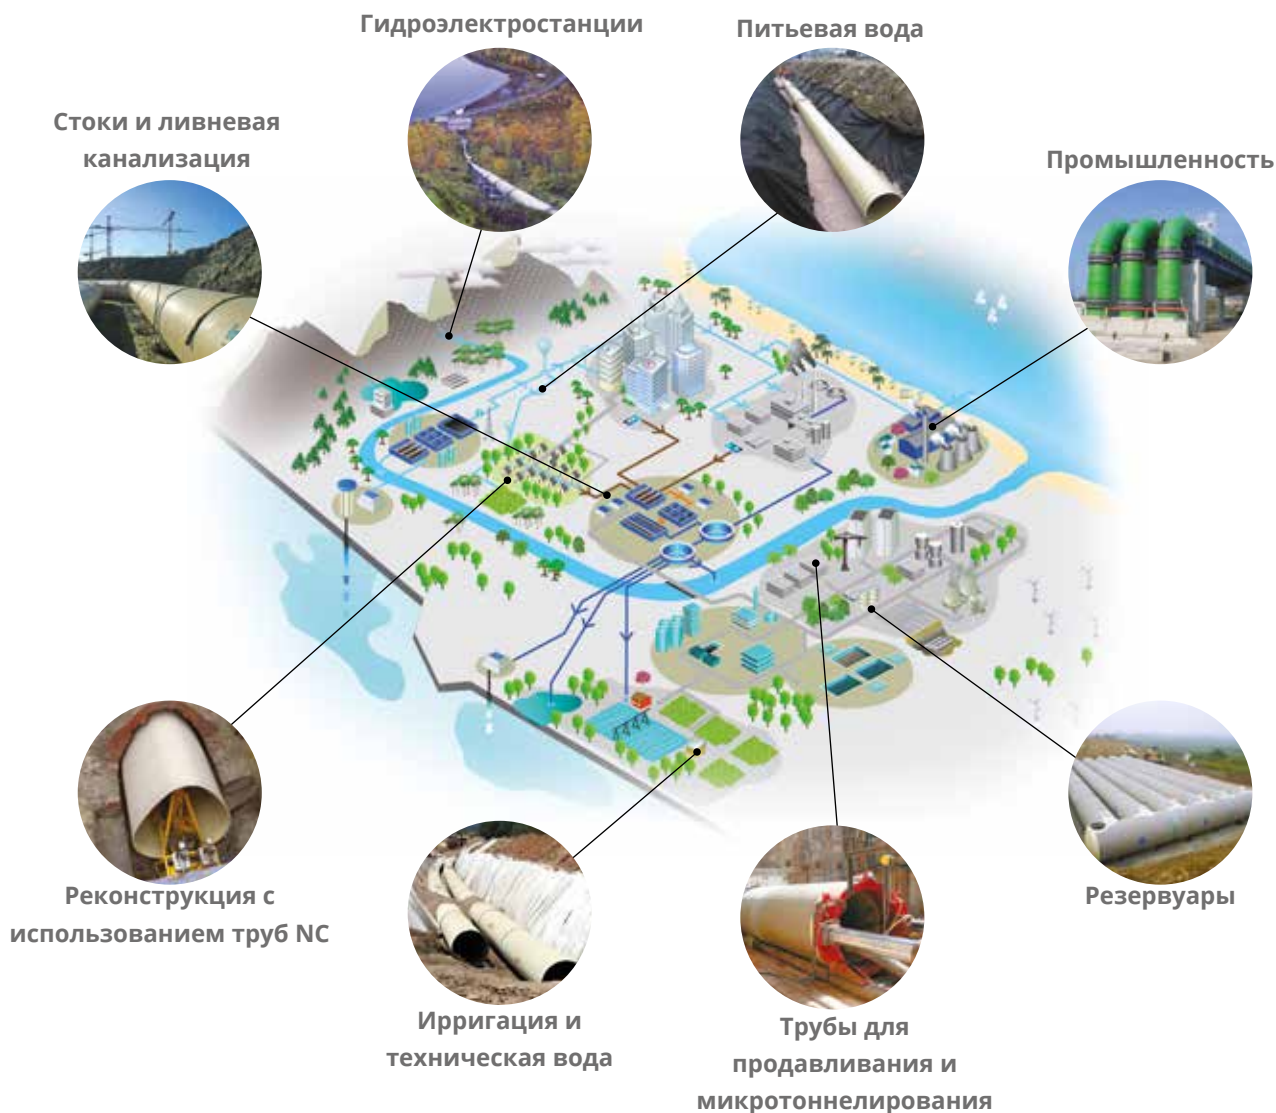 Гидроэлектростанции
Питьевая вода
Стоки и ливневая
канализация
Промышленность
Реконструкция с
использованием труб NC
Резервуары
Ирригация и
техническая вода
Трубы для
продавливания и
микротоннелирования